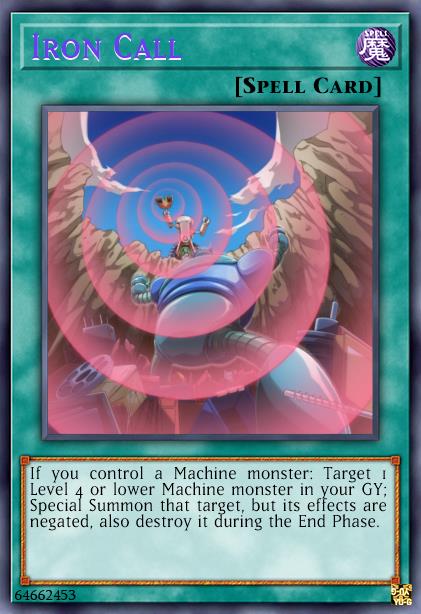 Iron Call
SPELL
魔
[Spell Card]
If you control a Machine monster: Target 1
Level 4 or lower Machine monster in your GY;
Special Summon that target, but its effects are
negated, also destroy it during the End Phase.
64662453